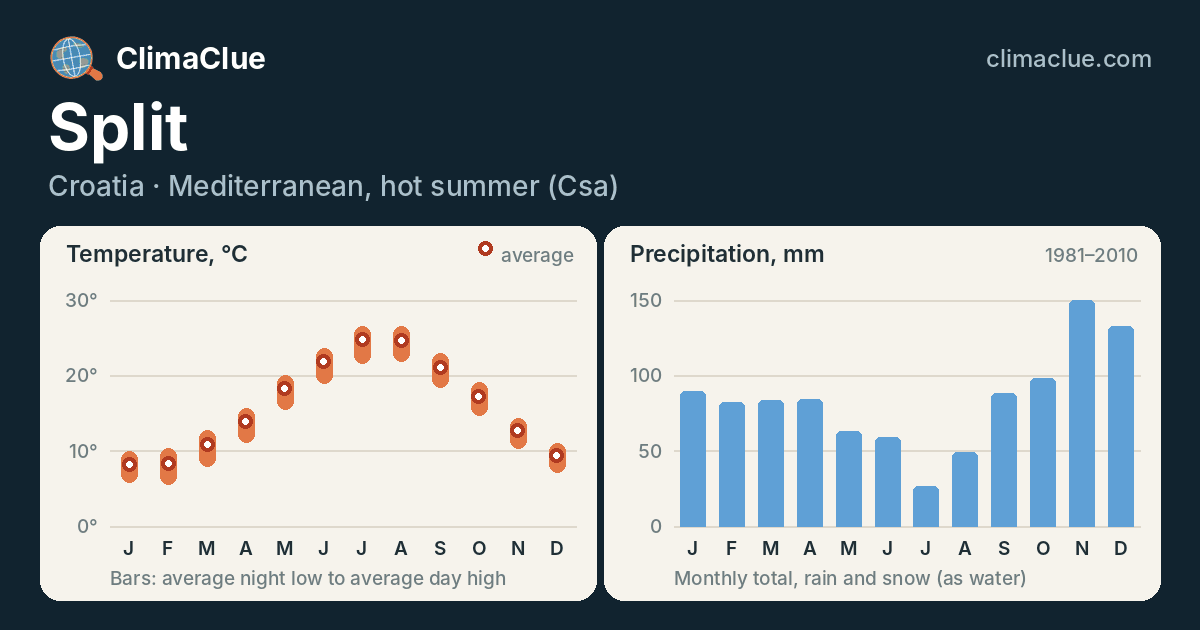 ClimaClue
climaclue.com
Split
Croatia · Mediterranean, hot summer (Csa)
Temperature, °C
average
30°
20°
10°
0°
J F M A M J J A S O N D
Bars: average night low to average day high
Precipitation, mm
1981–2010
150
100
50
0
J F M A M J J A S O N D
Monthly total, rain and snow (as water)